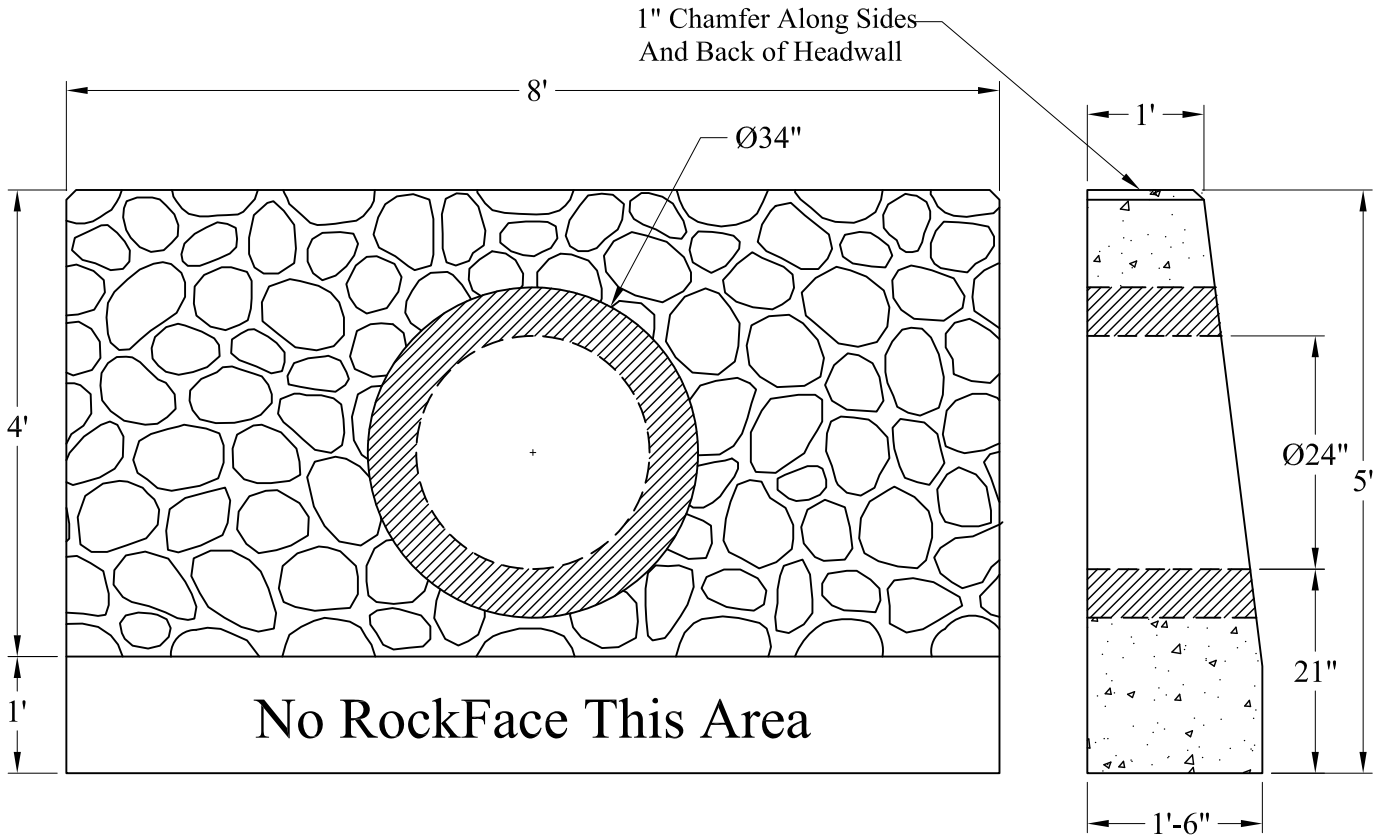 1" Chamfer Along Sides
And Back of Headwall
8'
1'
Ø34"
4'
Ø24"
5'
21"
1'
No RockFace This Area
1'-6"